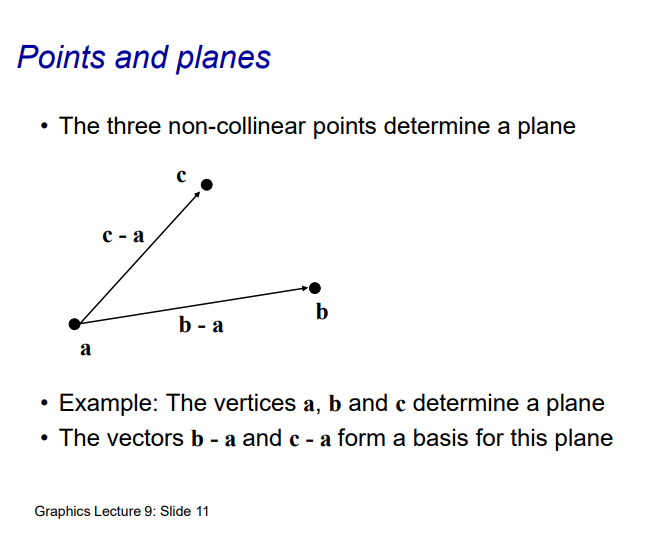 Points and planes
• The three non-collinear points determine a plane
c
c - a
b - a
b
a
• Example: The vertices a, b and c determine a plane
• The vectors b - a and c - a form a basis for this plane
Graphics Lecture 9: Slide 11